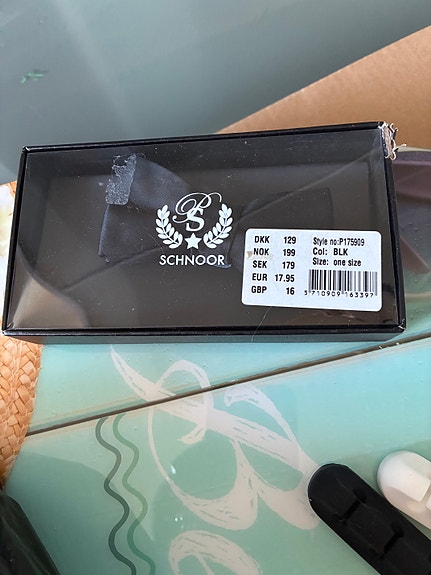 PS
SCHNOOR
DKK 129
NOK 199
SEK 179
EUR 17.95
GBP 16
Style no:P175909
Col: BLK
Size: one size
5 710909 163397